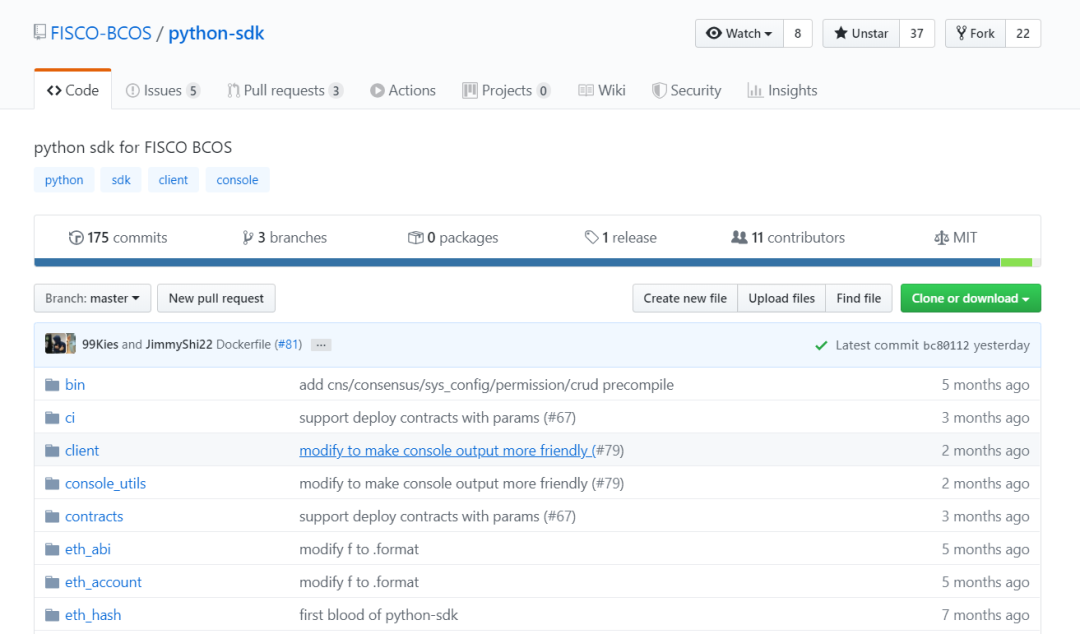 FISCO-BCOS / python-sdk
Watch 8 Unstar 37 Fork 22
Code Issues 5 Pull requests 3 Actions Projects 0 Wiki Security Insights
python sdk for FISCO BCOS
python sdk client console
175 commits 3 branches 0 packages 1 release 11 contributors MIT
Branch: master New pull request Create new file Upload files Find file Clone or download
99Kies and JimmyShi22 Dockerfile (#81) ... Latest commit bc80112 yesterday
bin add cns/consensus/sys_config/permission/crud precompile 5 months ago
ci support deploy contracts with params (#67) 3 months ago
client modify to make console output more friendly (#79) 2 months ago
console_utils modify to make console output more friendly (#79) 2 months ago
contracts support deploy contracts with params (#67) 3 months ago
eth_abi modify f to .format 5 months ago
eth_account modify f to .format 5 months ago
eth_hash first blood of python-sdk 7 months ago